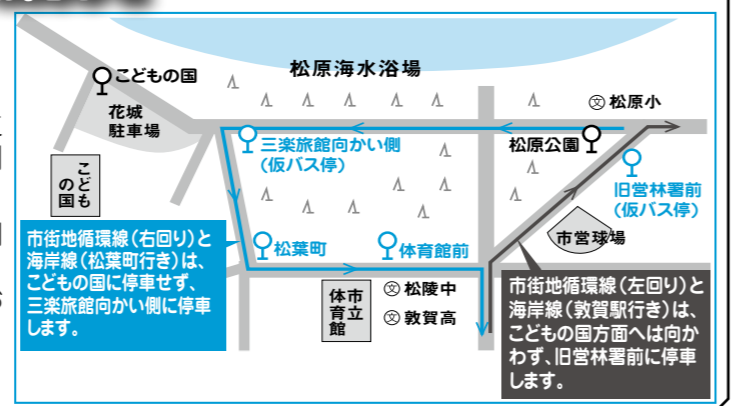 松原海水浴場
こどもの国
花城
駐車場
こども
の国
文 松原小
松原公園
三楽旅館向かい側
(仮バス停)
旧営林署前
(仮バス停)
市営球場
松葉町
体育館前
市立
体育館
文 松陵中
文 敦賀高
市街地循環線(右回り)と
海岸線(松葉町行き)は、
こどもの国に停車せず、
三楽旅館向かい側に停車
します。
市街地循環線(左回り)と
海岸線(敦賀駅行き)は、
こどもの国方面へは向か
わず、旧営林署前に停車
します。